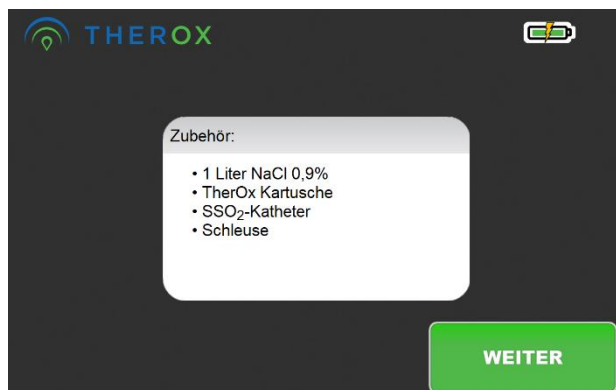 THEROX
Zubehör:
• 1 Liter NaCl 0,9%
• TherOx Kartusche
• SSO₂-Katheter
• Schleuse
WEITER